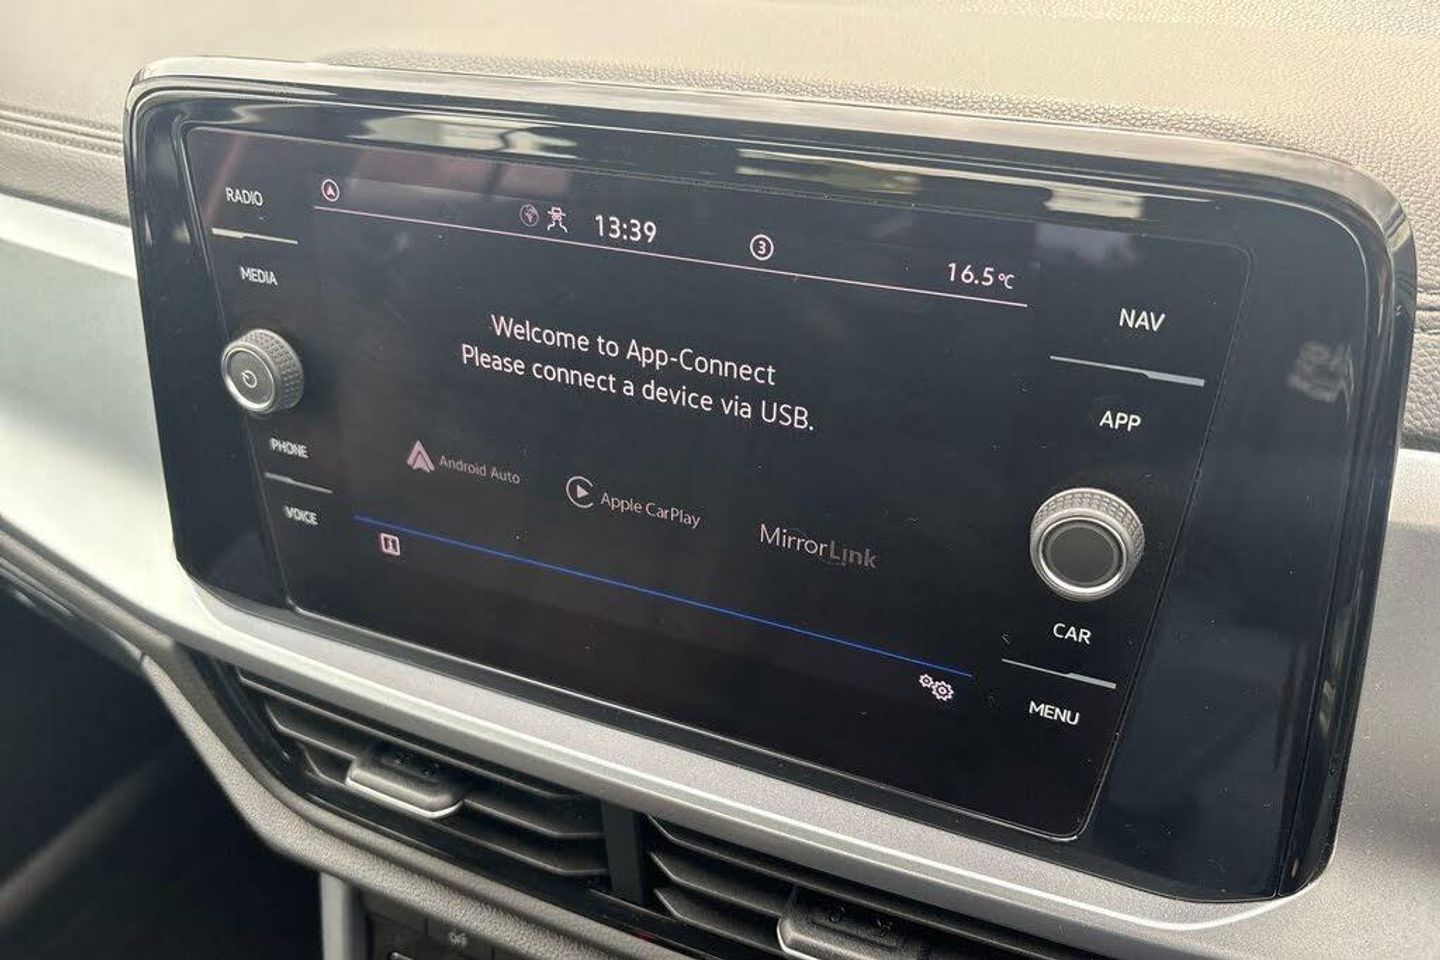 RADIO
MEDIA
PHONE
VOICE
13:39
3
16.5°C
Welcome to App-Connect
Please connect a device via USB.
Android Auto
Apple CarPlay
MirrorLink
NAV
APP
CAR
MENU